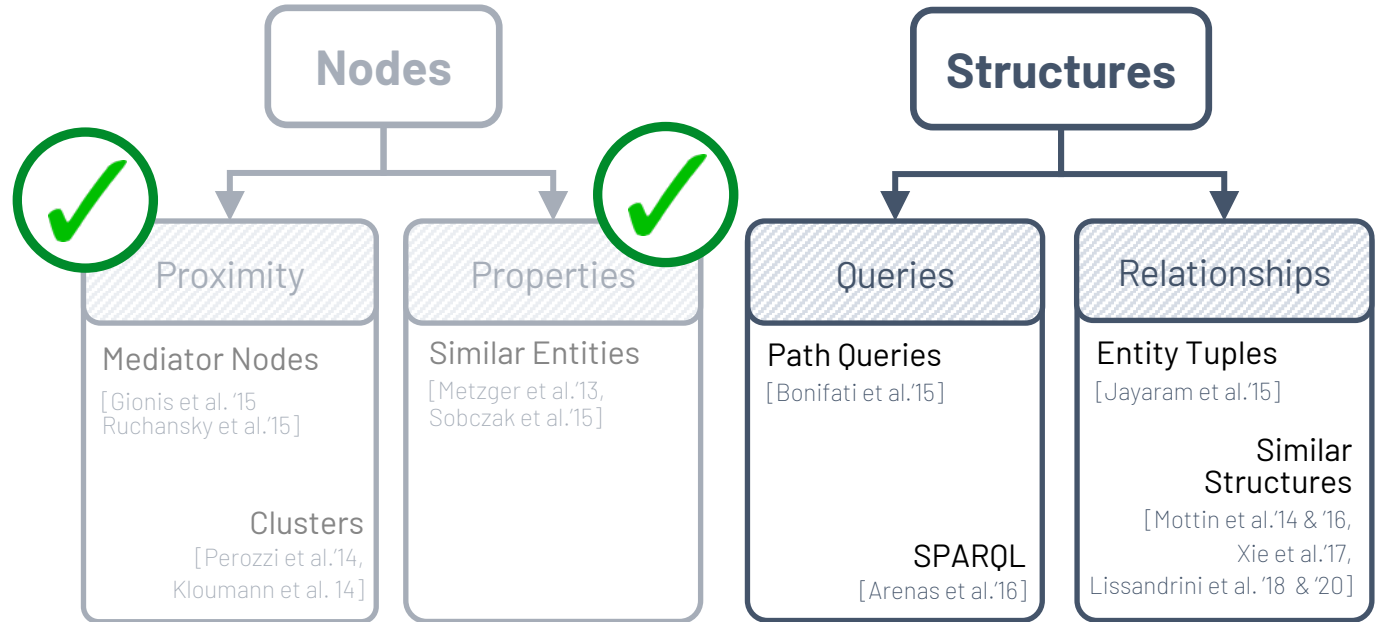 Nodes
Structures
Proximity
Properties
Queries
Relationships
Mediator Nodes
[Gionis et al. '15
Ruchansky et al.'15]
Clusters
[Perozzi et al.'14,
Kloumann et al. 14]
Similar Entities
[Metzger et al.'13,
Sobczak et al.'15]
Path Queries
[Bonifati et al.'15]
SPARQL
[Arenas et al.'16]
Entity Tuples
[Jayaram et al.'15]
Similar
Structures
[Mottin et al.'14 & '16,
Xie et al.'17,
Lissandrini et al. '18 & '20]